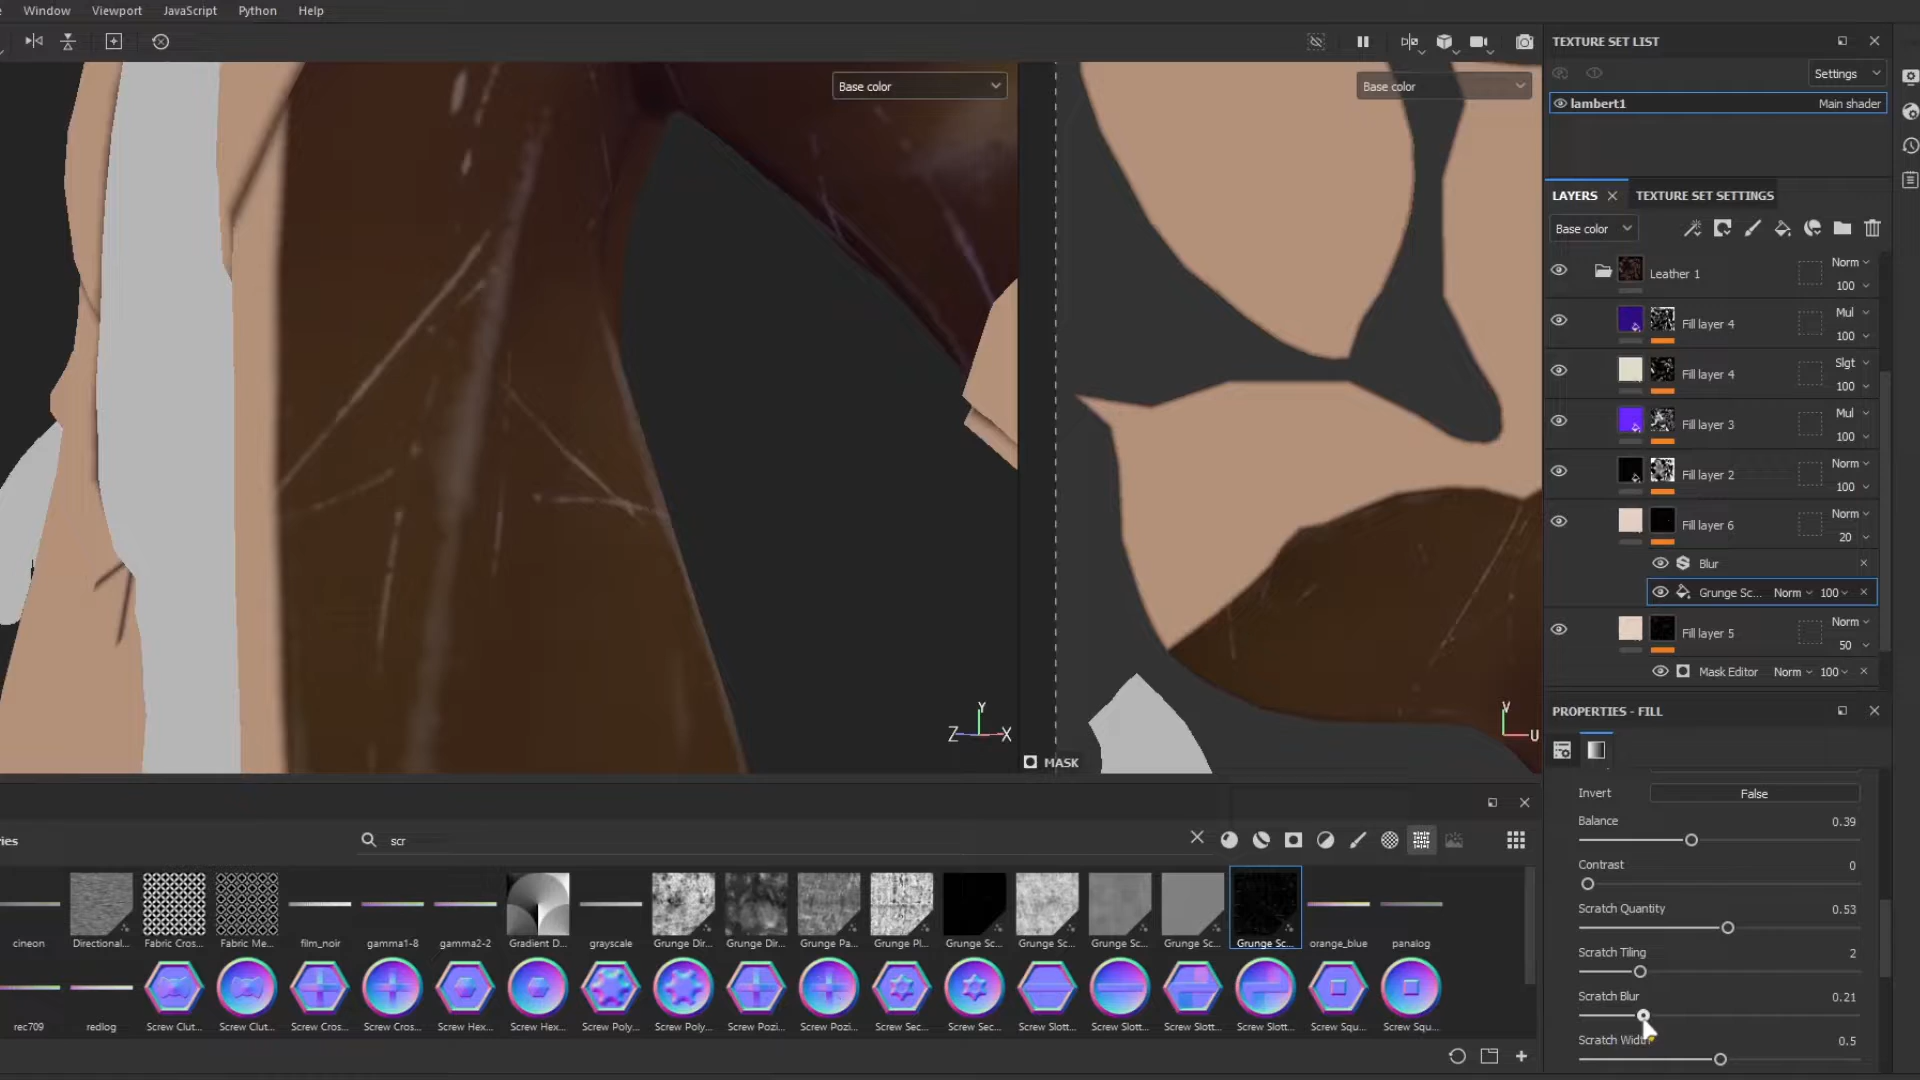 Window Viewport JavaScript Python Help
Base color
Base color
TEXTURE SET LIST
Settings
lambert1 Main shader
LAYERS TEXTURE SET SETTINGS
Base color
Leather 1 Norm 100
Fill layer 4 Mul 100
Fill layer 4 Slgt 100
Fill layer 3 Mul 100
Fill layer 2 Norm 100
Fill layer 6 Norm 20
Blur
Grunge Sc... Norm 100
Fill layer 5 Norm 50
Mask Editor Norm 100
Y Z X
V U
MASK
PROPERTIES - FILL
Invert False
Balance 0.39
Contrast 0
Scratch Quantity 0.53
Scratch Tiling 2
Scratch Blur 0.21
Scratch Width 0.5
ries scr
cineon Directional... Fabric Cros... Fabric Me... film_noir gamma1-8 gamma2-2 Gradient D... grayscale Grunge Dir... Grunge Dir... Grunge Pa... Grunge Pl... Grunge Sc... Grunge Sc... Grunge Sc... Grunge Sc... Grunge Sc... orange_blue panalog
rec709 redlog Screw Clut... Screw Clut... Screw Cros... Screw Cros... Screw Hex... Screw Hex... Screw Poly... Screw Poly... Screw Pozi... Screw Pozi... Screw Sec... Screw Sec... Screw Slott... Screw Slott... Screw Slott... Screw Slott... Screw Squ... Screw Squ...